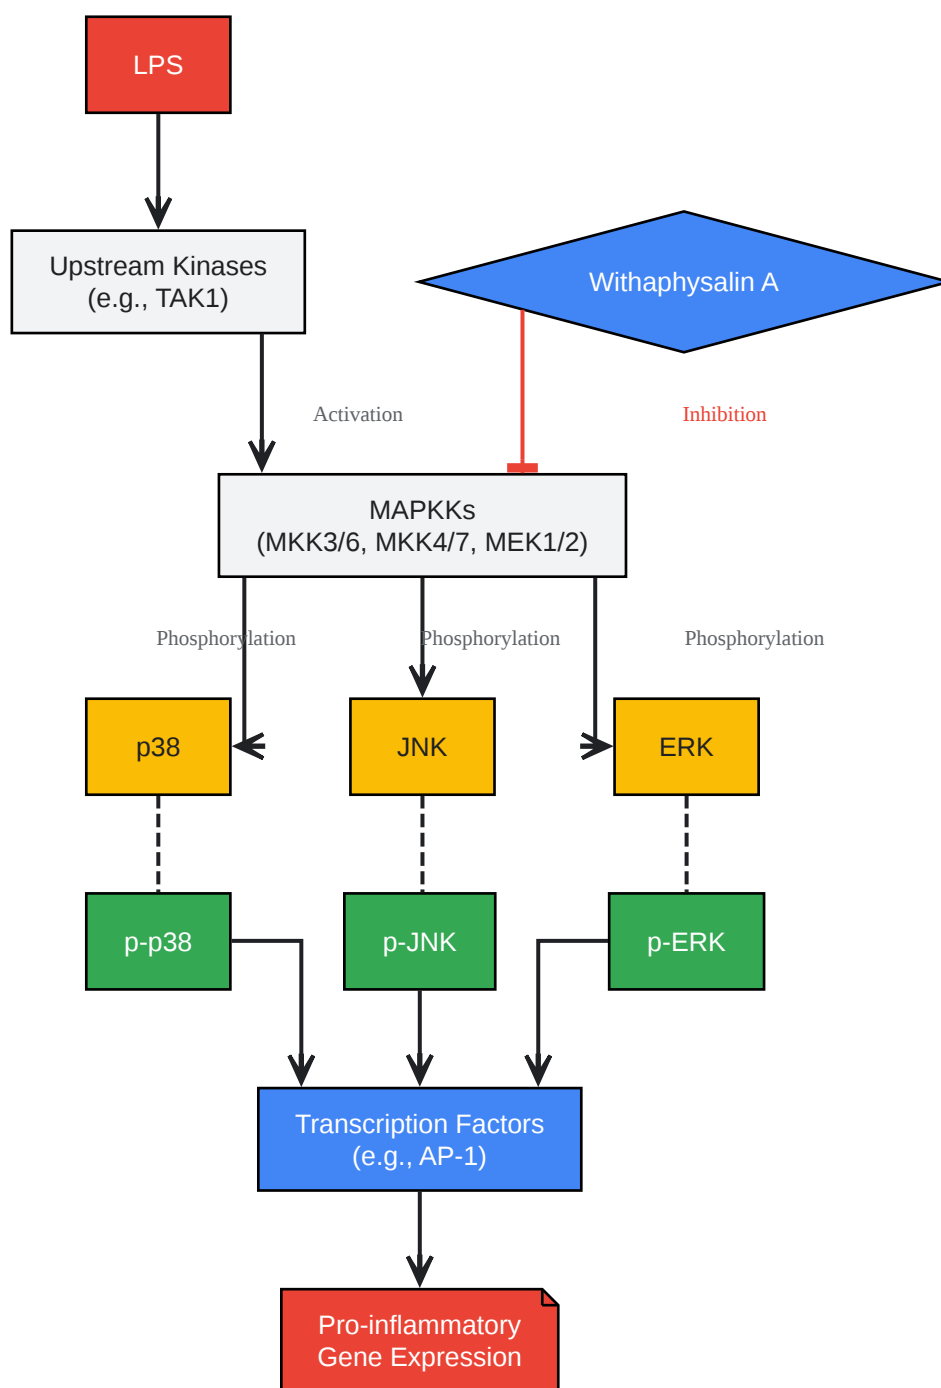 LPS
Upstream Kinases
(e.g., TAK1)
Withaphysalin A
Activation
Inhibition
MAPKKs
(MKK3/6, MKK4/7, MEK1/2)
Phosphorylation
Phosphorylation
Phosphorylation
p38
JNK
ERK
p-p38
p-JNK
p-ERK
Transcription Factors
(e.g., AP-1)
Pro-inflammatory
Gene Expression